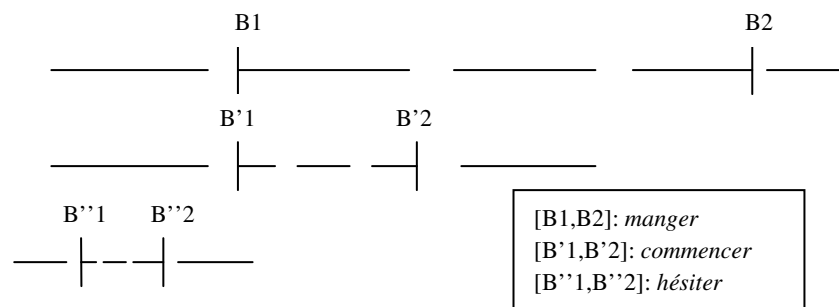 B1 B2
B’1 B’2
B’’1 B’’2
[B1,B2]: manger
[B’1,B’2]: commencer
[B’’1,B’’2]: hésiter